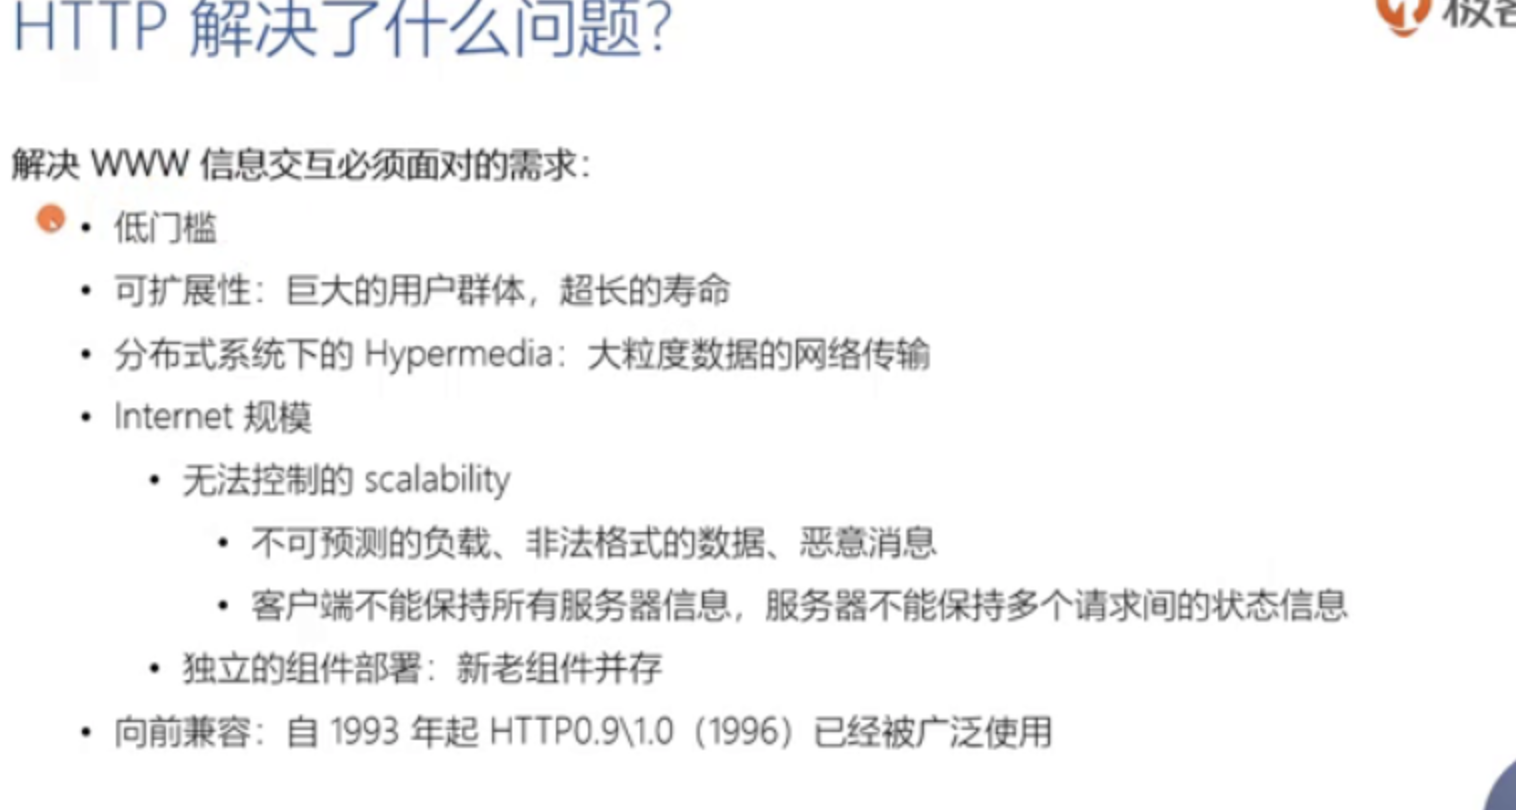 HTTP 解决了什么问题?
极客
解决 WWW 信息交互必须面对的需求:
• 低门槛
• 可扩展性:巨大的用户群体,超长的寿命
• 分布式系统下的 Hypermedia:大粒度数据的网络传输
• Internet 规模
• 无法控制的 scalability
• 不可预测的负载、非法格式的数据、恶意消息
• 客户端不能保持所有服务器信息,服务器不能保持多个请求间的状态信息
• 独立的组件部署:新老组件并存
• 向前兼容:自 1993 年起 HTTP0.9\1.0(1996)已经被广泛使用